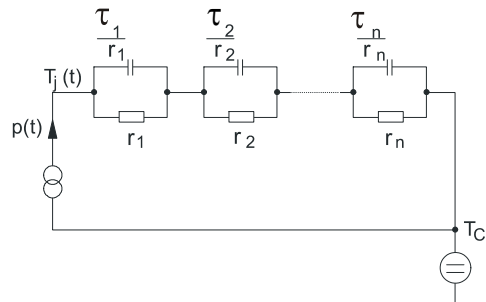 τ1 τ2 τn
r1 r2 rn
Tj (t)
p(t)
r1 r2 rn
TC